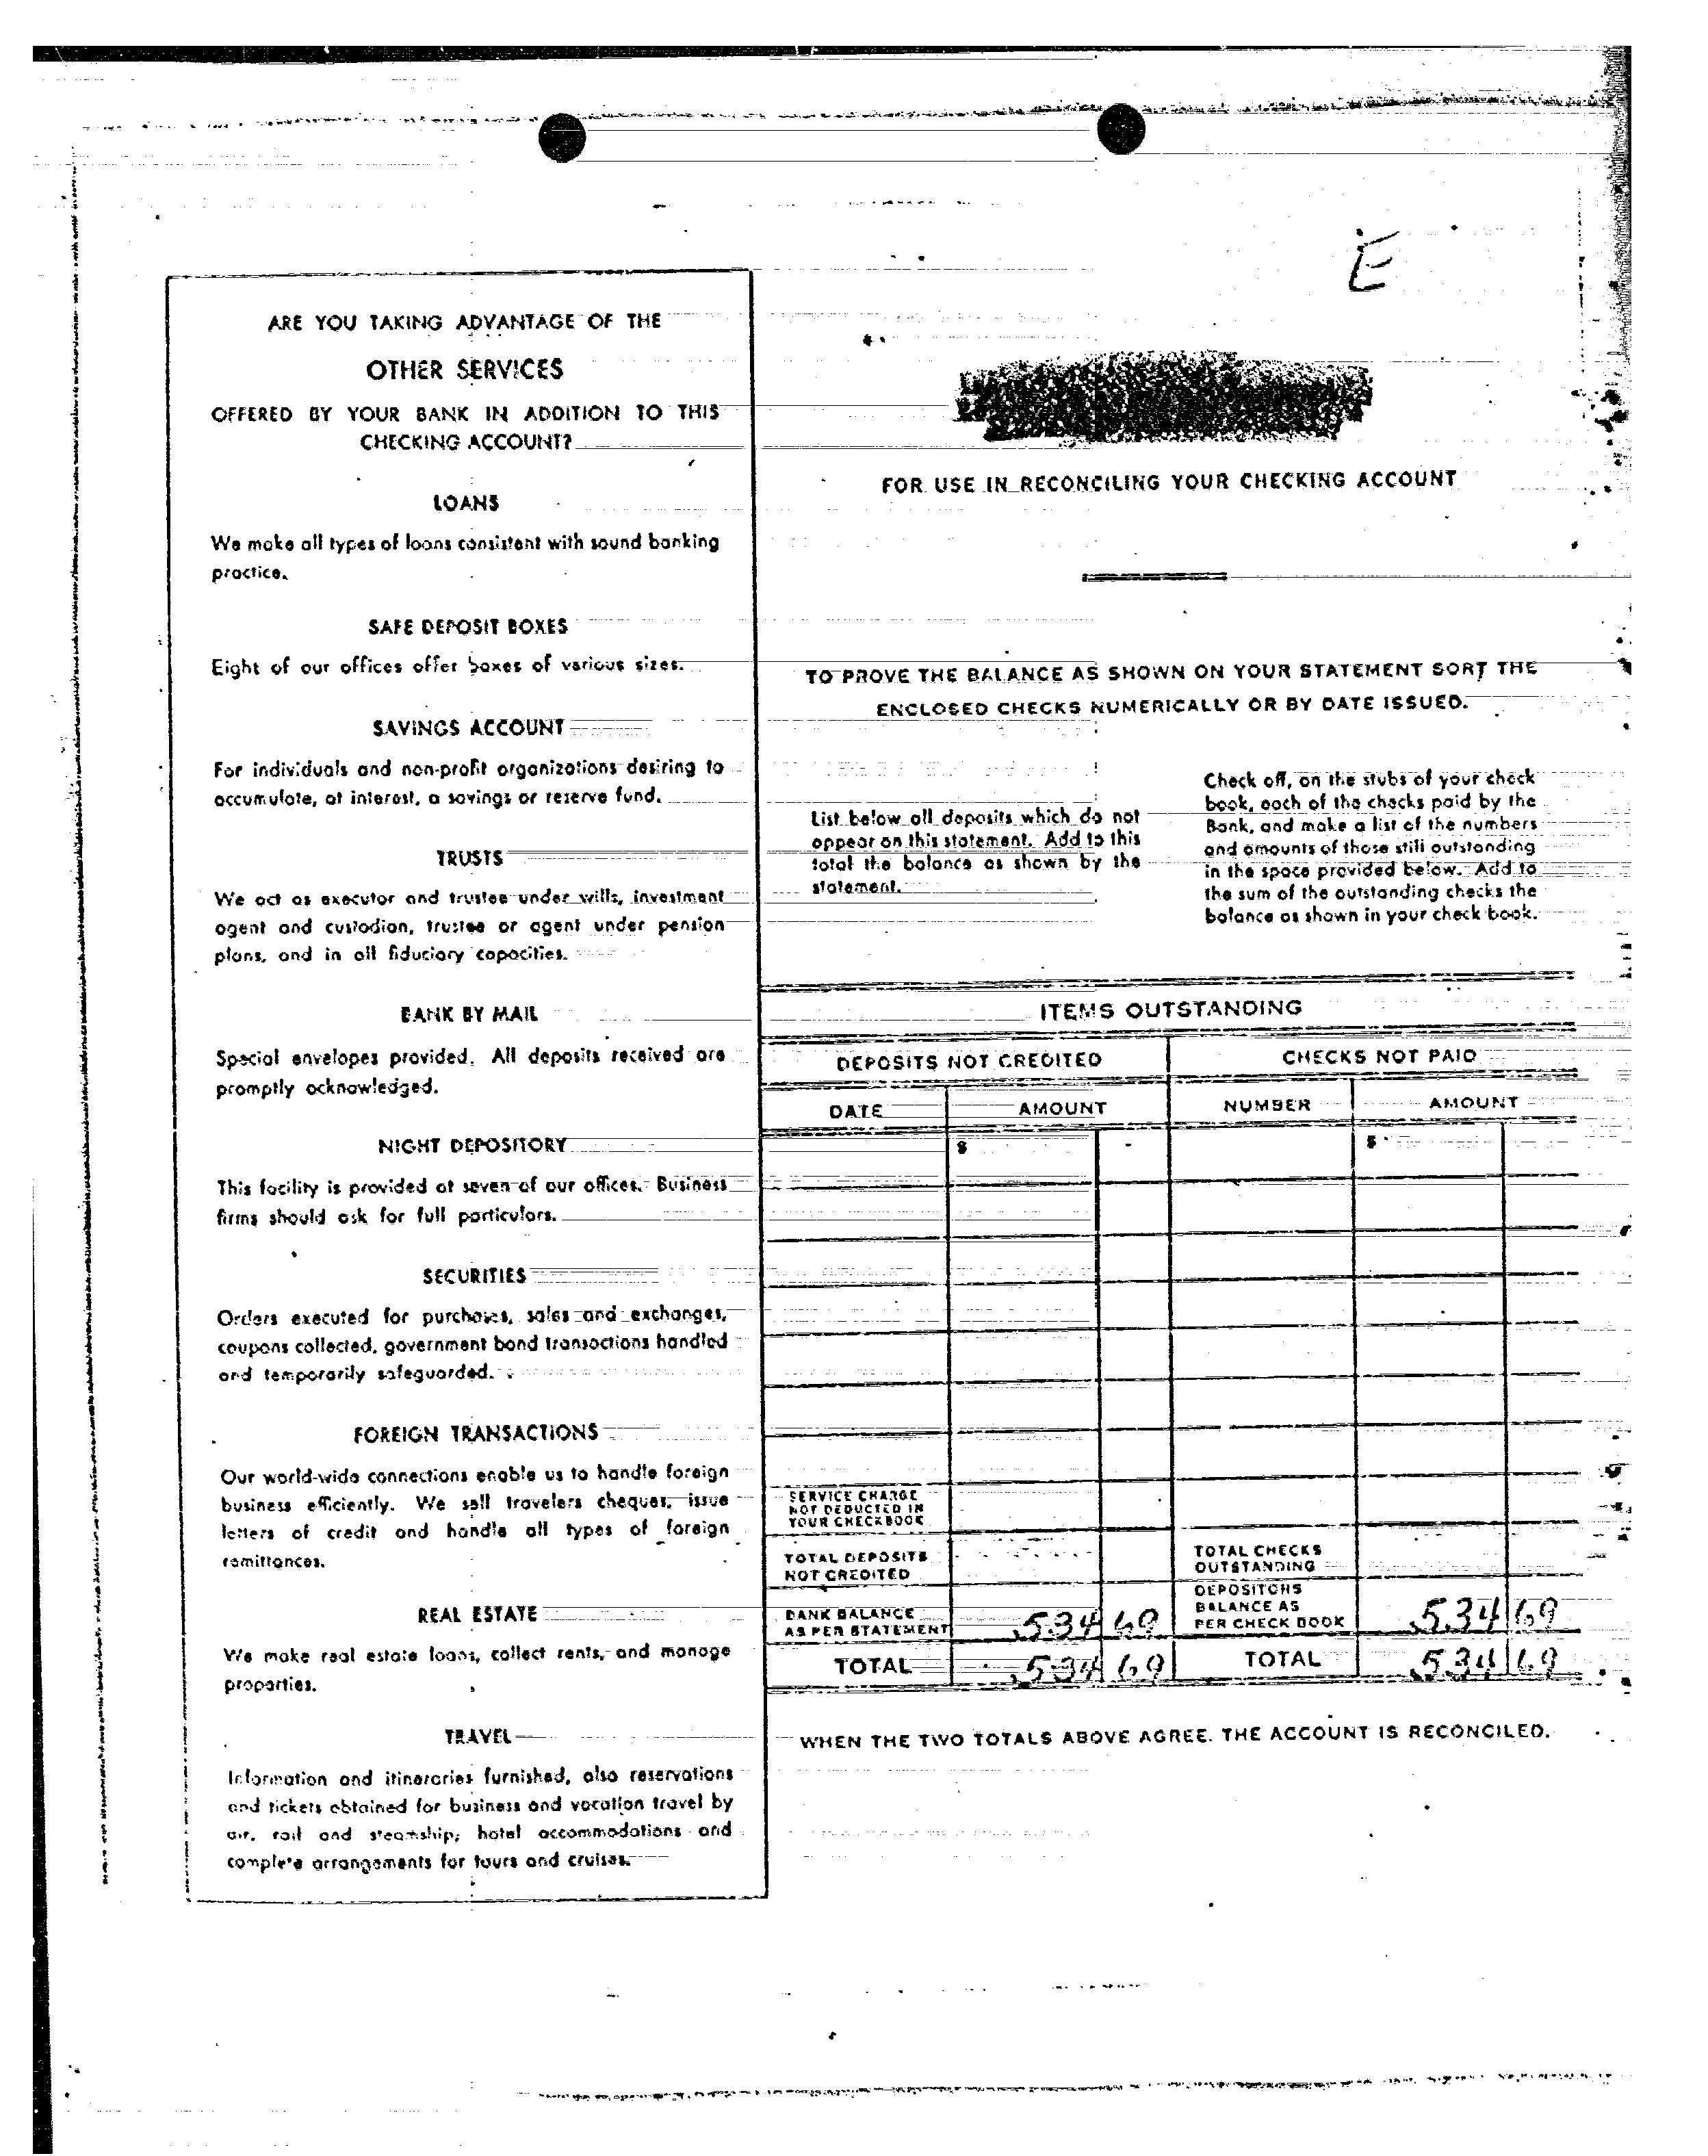 E
ARE YOU TAKING ADVANTAGE OF THE
OTHER SERVICES
OFFERED BY YOUR BANK IN ADDITION TO THIS
CHECKING ACCOUNT?
LOANS
We make all types of loans consistent with sound banking
practice.
SAFE DEPOSIT BOXES
Eight of our offices offer boxes of various sizes.
SAVINGS ACCOUNT
For individuals and non-profit organizations desiring to
accumulate, at interest, a savings or reserve fund.
TRUSTS
We act as executor and trustee under wills, investment
agent and custodian, trustee or agent under pension
plans, and in all fiduciary capacities.
BANK BY MAIL
Special envelopes provided. All deposits received are
promptly acknowledged.
NIGHT DEPOSITORY
This facility is provided at seven of our offices. Business
firms should ask for full particulars.
SECURITIES
Orders executed for purchases, sales and exchanges,
coupons collected, government bond transactions handled
and temporarily safeguarded.
FOREIGN TRANSACTIONS
Our world-wide connections enable us to handle foreign
business efficiently. We sell travelers cheques, issue
letters of credit and handle all types of foreign
remittances.
REAL ESTATE
We make real estate loans, collect rents, and manage
properties.
TRAVEL
Information and itineraries furnished, also reservations
and tickets obtained for business and vacation travel by
air, rail and steamship; hotel accommodations and
complete arrangements for tours and cruises.
FOR USE IN RECONCILING YOUR CHECKING ACCOUNT
TO PROVE THE BALANCE AS SHOWN ON YOUR STATEMENT SORT THE
ENCLOSED CHECKS NUMERICALLY OR BY DATE ISSUED.
List below all deposits which do not
appear on this statement. Add to this
total the balance as shown by the
statement.
Check off, on the stubs of your check
book, each of the checks paid by the
Bank, and make a list of the numbers
and amounts of those still outstanding
in the space provided below. Add to
the sum of the outstanding checks the
balance as shown in your check book.
ITEMS OUTSTANDING
DEPOSITS NOT CREDITED CHECKS NOT PAID
DATE AMOUNT NUMBER AMOUNT
$ $
SERVICE CHARGE
NOT DEDUCTED IN
YOUR CHECKBOOK
TOTAL DEPOSITS
NOT CREDITED
TOTAL CHECKS
OUTSTANDING
BANK BALANCE
AS PER STATEMENT 534 69
DEPOSITORS
BALANCE AS
PER CHECK BOOK 534 69
TOTAL 534 69 TOTAL 534 69
WHEN THE TWO TOTALS ABOVE AGREE. THE ACCOUNT IS RECONCILED.